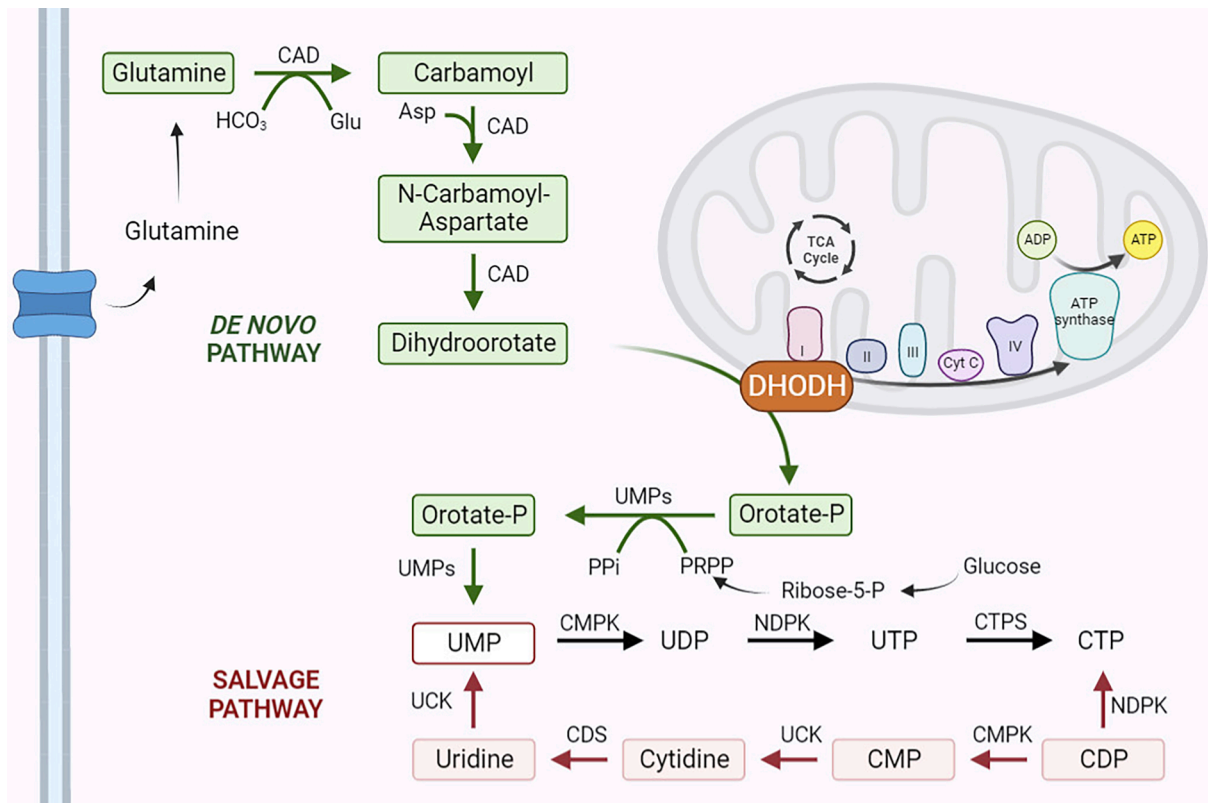 Glutamine
CAD
Carbamoyl
HCO₃
Glu
Asp
CAD
N-Carbamoyl-
Aspartate
Glutamine
CAD
DE NOVO
PATHWAY
Dihydroorotate
TCA
Cycle
ADP
ATP
ATP
synthase
I
II
III
Cyt C
IV
DHODH
Orotate-P
UMPs
Orotate-P
PPi
PRPP
Ribose-5-P
Glucose
UMPs
UMP
CMPK
UDP
NDPK
UTP
CTPS
CTP
SALVAGE
PATHWAY
UCK
NDPK
Uridine
CDS
Cytidine
UCK
CMP
CMPK
CDP